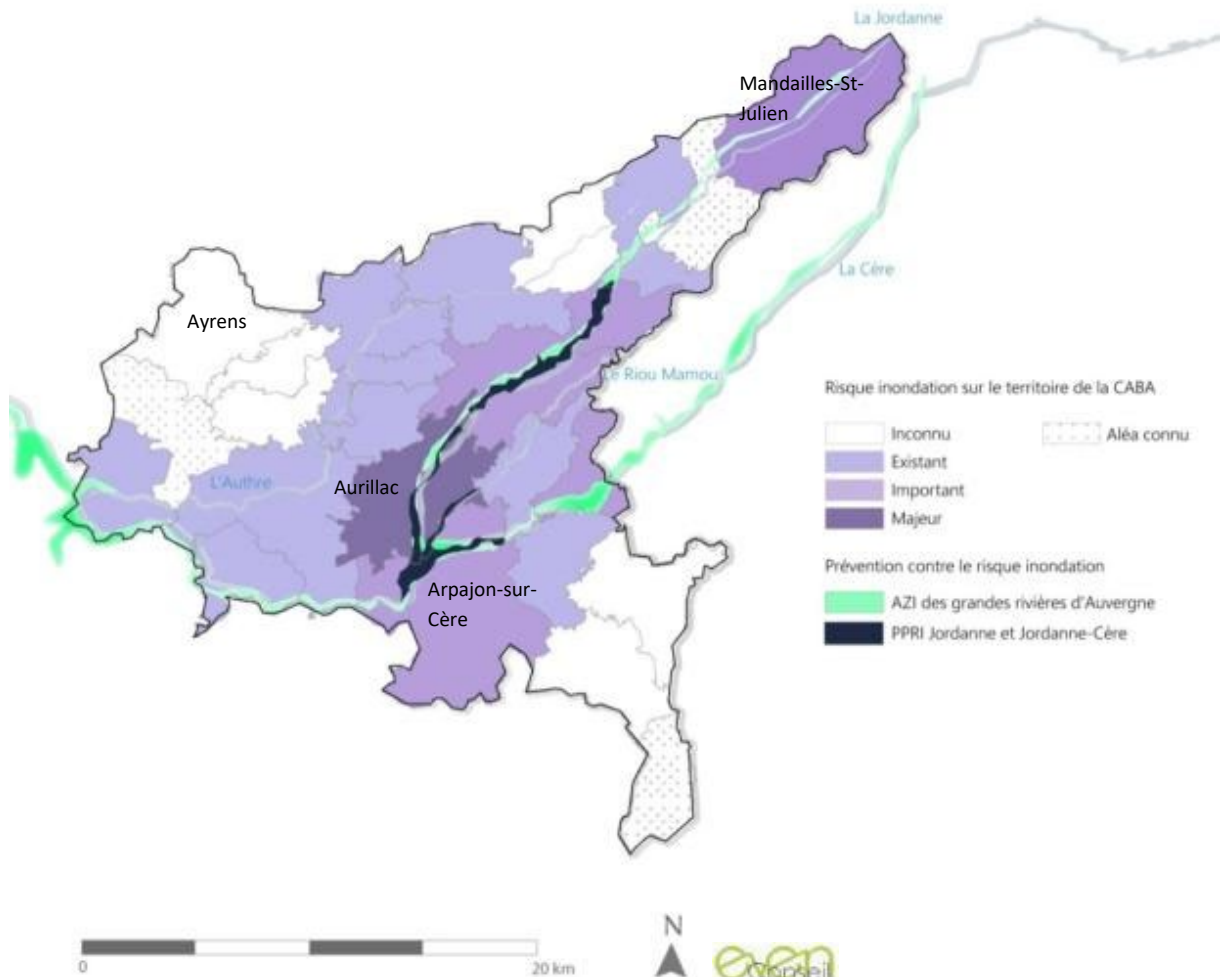 La Jordanne
Mandailles-St-
Julien
La Cère
Ayrens
Le Riou Mamou
Risque inondation sur le territoire de la CABA
Inconnu
Aléa connu
Existant
L'Authre
Aurillac
Important
Majeur
Prévention contre le risque inondation
Arpajon-sur-
Cère
AZI des grandes rivières d'Auvergne
PPRI Jordanne et Jordanne-Cère
N
0
20 km
even
Conseil